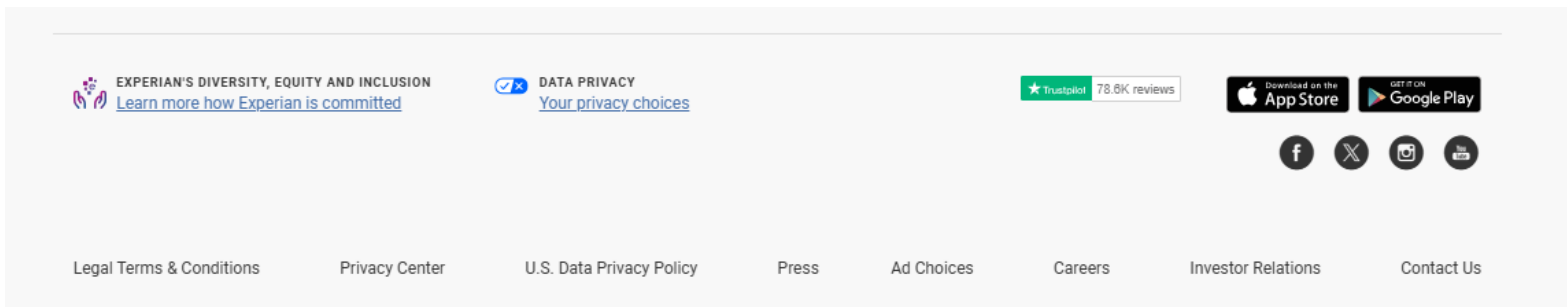 EXPERIAN'S DIVERSITY, EQUITY AND INCLUSION
Learn more how Experian is committed
DATA PRIVACY
Your privacy choices
Trustpilot 78.6K reviews
Download on the
App Store
GET IT ON
Google Play
You
Tube
Legal Terms & Conditions
Privacy Center
U.S. Data Privacy Policy
Press
Ad Choices
Careers
Investor Relations
Contact Us